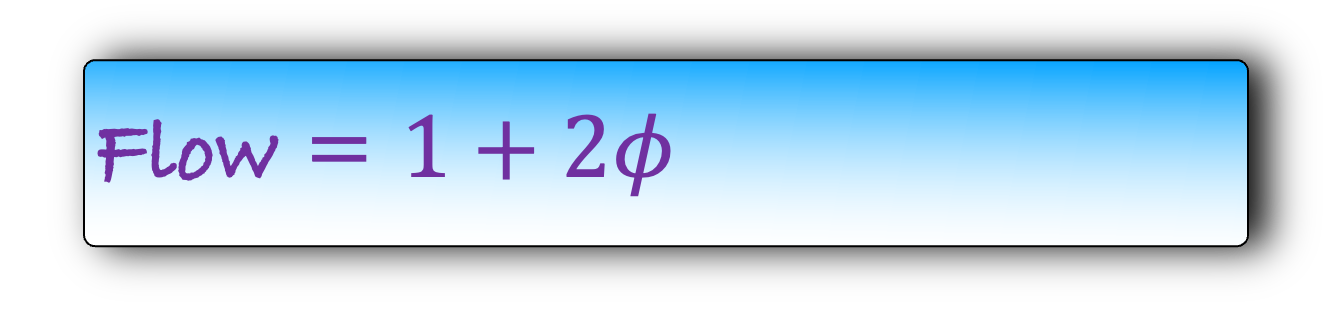 Flow = 1 + 2ϕ